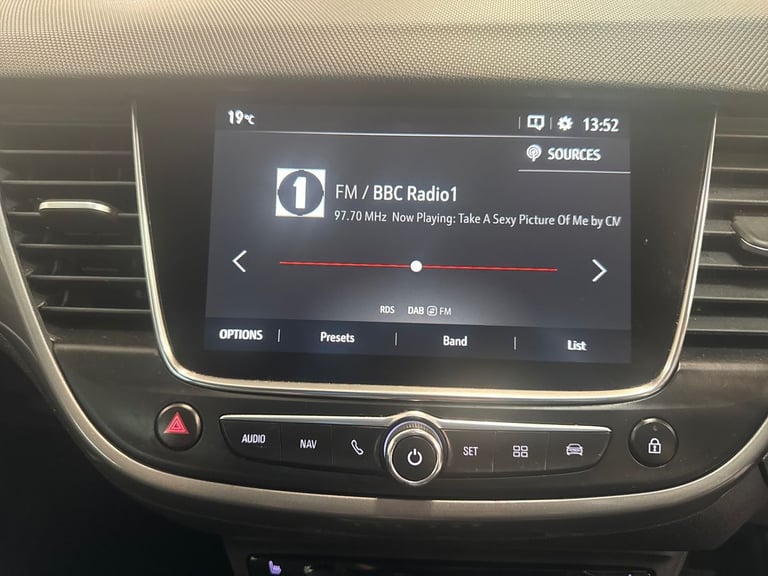 19°C 13:52
SOURCES
1
FM / BBC Radio1
97.70 MHz Now Playing: Take A Sexy Picture Of Me by CM
RDS DAB FM
OPTIONS Presets Band List
AUDIO NAV SET